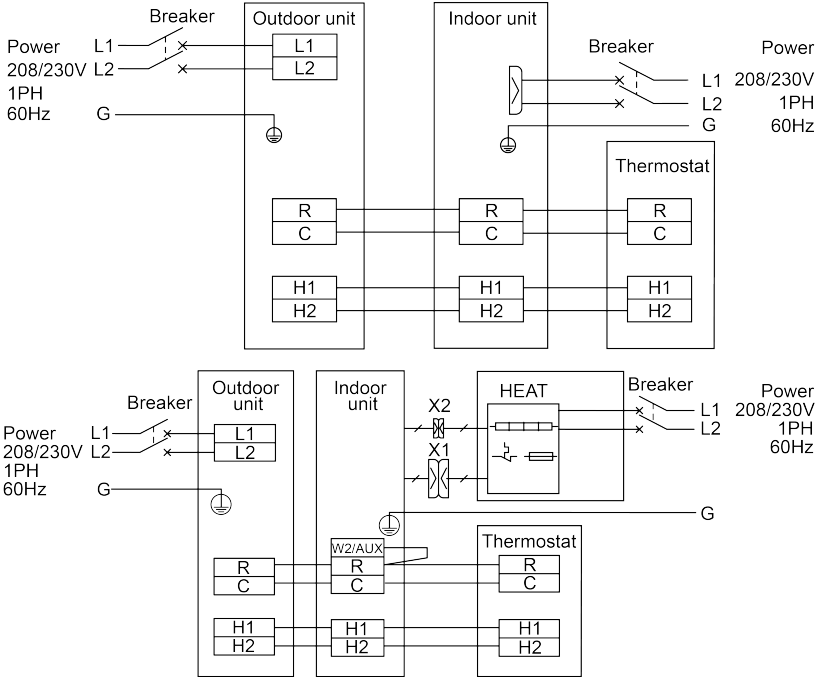 Breaker
Outdoor unit
Indoor unit
Breaker
Power
208/230V
1PH
60Hz
L1
L2
G
L1
L2
L1
L2
G
Power
208/230V
1PH
60Hz
Thermostat
R
C
R
C
R
C
H1
H2
H1
H2
H1
H2
Breaker
Outdoor
unit
Indoor
unit
X2
X1
HEAT
Breaker
Power
208/230V
1PH
60Hz
L1
L2
G
L1
L2
L1
L2
G
Power
208/230V
1PH
60Hz
W2/AUX
Thermostat
R
C
R
C
R
C
H1
H2
H1
H2
H1
H2